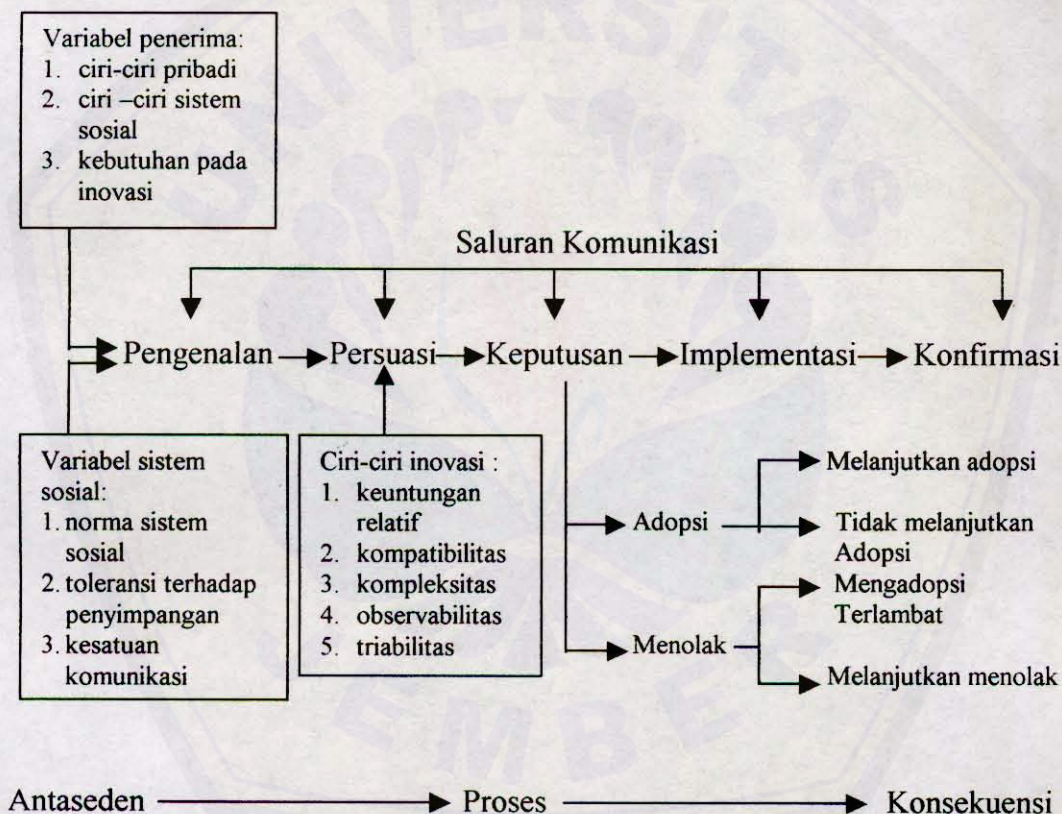 Variabel penerima:
1. ciri-ciri pribadi
2. ciri –ciri sistem
sosial
3. kebutuhan pada
inovasi
Saluran Komunikasi
Pengenalan Persuasi Keputusan Implementasi Konfirmasi
Variabel sistem
sosial:
1. norma sistem
sosial
2. toleransi terhadap
penyimpangan
3. kesatuan
komunikasi
Ciri-ciri inovasi :
1. keuntungan
relatif
2. kompatibilitas
3. kompleksitas
4. observabilitas
5. triabilitas
Adopsi
Menolak
Melanjutkan adopsi
Tidak melanjutkan
Adopsi
Mengadopsi
Terlambat
Melanjutkan menolak
Antaseden Proses Konsekuensi
UNIVERSITAS
JEMBER